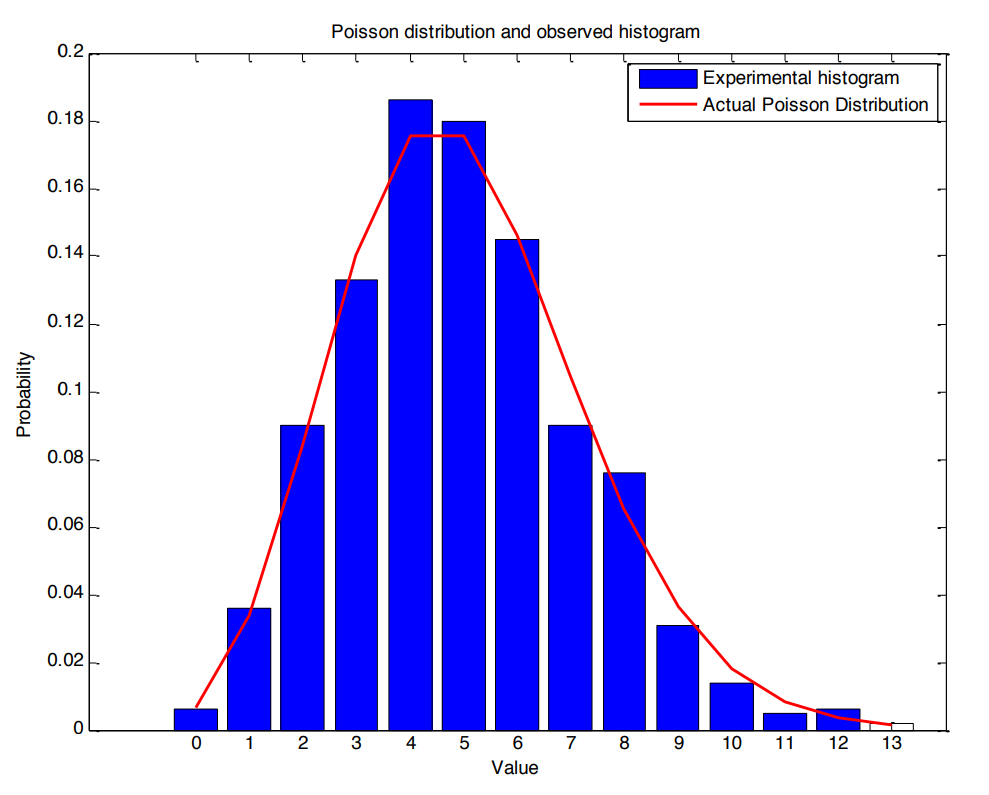 Poisson distribution and observed histogram
Experimental histogram
Actual Poisson Distribution
0.2
0.18
0.16
0.14
0.12
0.1
0.08
0.06
0.04
0.02
0
Probability
0 1 2 3 4 5 6 7 8 9 10 11 12 13
Value